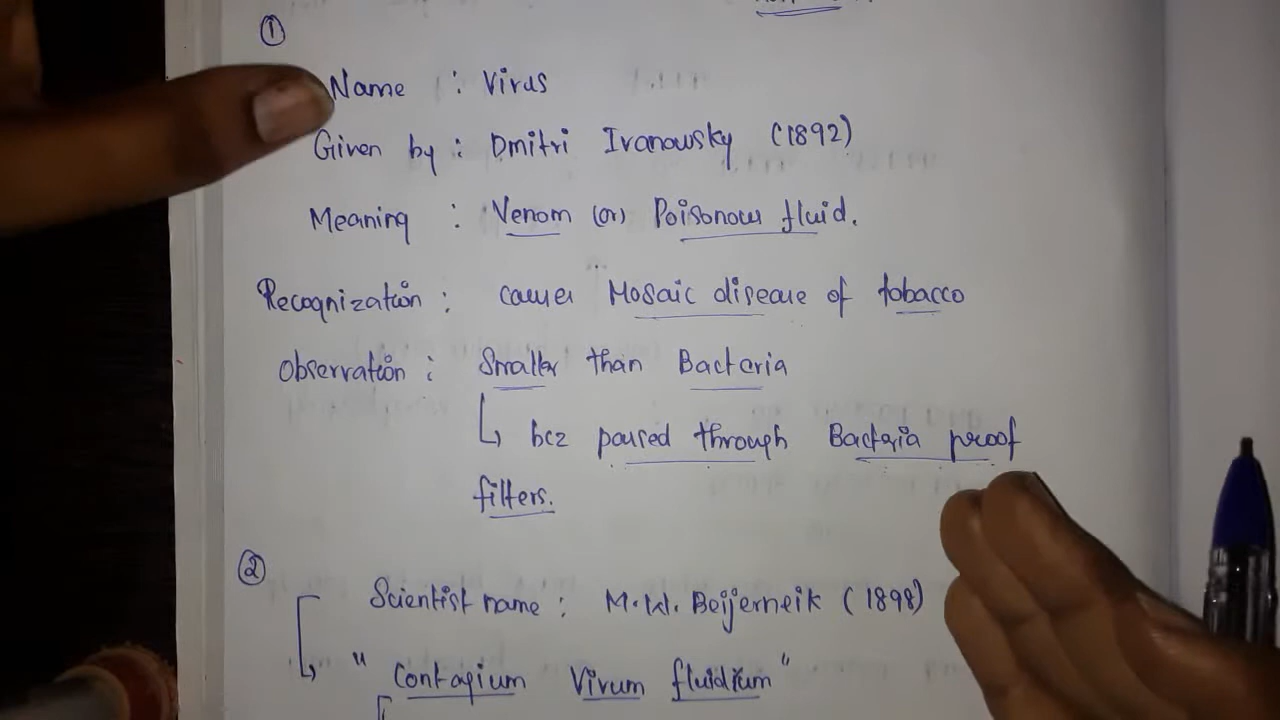 ①
Name : Virus
Given by : Dmitri Ivanowsky (1892)
Meaning : Venom (or) Poisonous fluid.
Recognization : causes Mosaic disease of tobacco
Observation : Smaller than Bacteria
↳ bcz passed through Bacteria proof
filters.
②
Scientist name : M.W. Beijerneik (1898)
" Contagium Vivum fluidium "